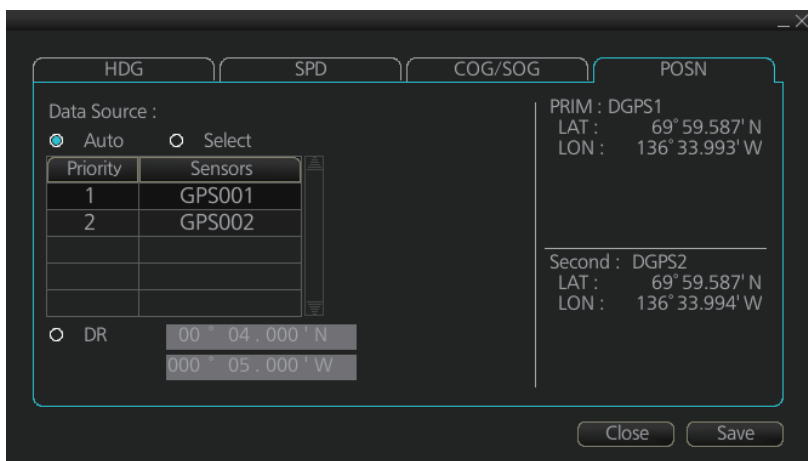 HDG SPD COG/SOG POSN
Data Source :
Auto Select
Priority Sensors
1 GPS001
2 GPS002
DR 00 ° 04 . 000 ' N
000 ° 05 . 000 ' W
PRIM : DGPS1
LAT : 69° 59.587' N
LON : 136° 33.993' W
Second : DGPS2
LAT : 69° 59.587' N
LON : 136° 33.994' W
Close Save